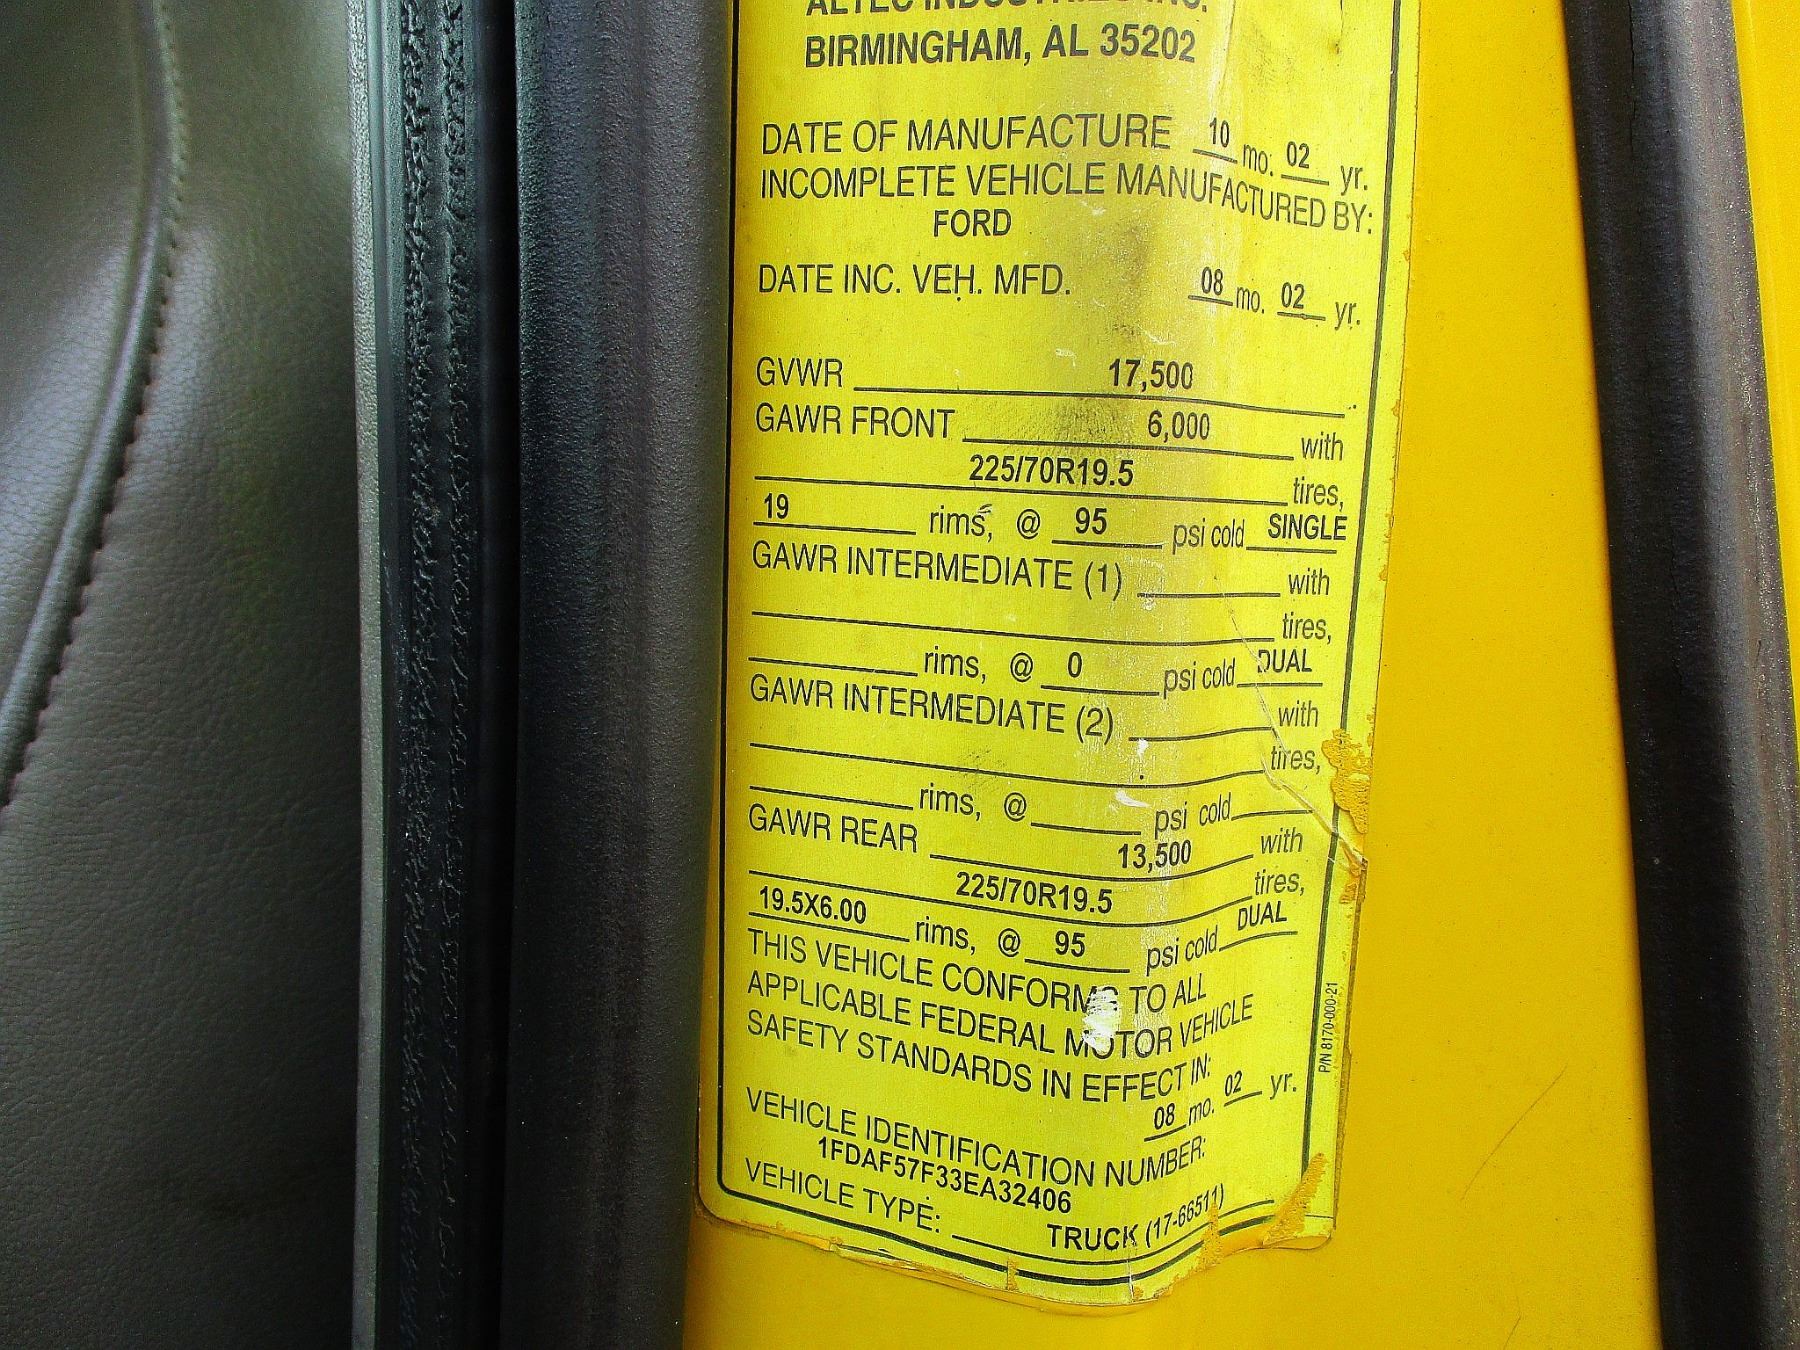 ALTEC INDUSTRIES INC.
BIRMINGHAM, AL 35202
DATE OF MANUFACTURE 10 mo. 02 yr.
INCOMPLETE VEHICLE MANUFACTURED BY:
FORD
DATE INC. VEH. MFD. 08 mo. 02 yr.
GVWR 17,500
GAWR FRONT 6,000 with
225/70R19.5 tires,
19 rims, @ 95 psi cold SINGLE
GAWR INTERMEDIATE (1) with
tires,
rims, @ 0 psi cold DUAL
GAWR INTERMEDIATE (2) with
tires,
rims, @ psi cold
GAWR REAR 13,500 with
225/70R19.5 tires,
19.5X6.00 rims, @ 95 psi cold DUAL
THIS VEHICLE CONFORMS TO ALL
APPLICABLE FEDERAL MOTOR VEHICLE
SAFETY STANDARDS IN EFFECT IN:
08 mo. 02 yr.
VEHICLE IDENTIFICATION NUMBER:
1FDAF57F33EA32406
VEHICLE TYPE: TRUCK (17-66511)
P/N 8170-000-21